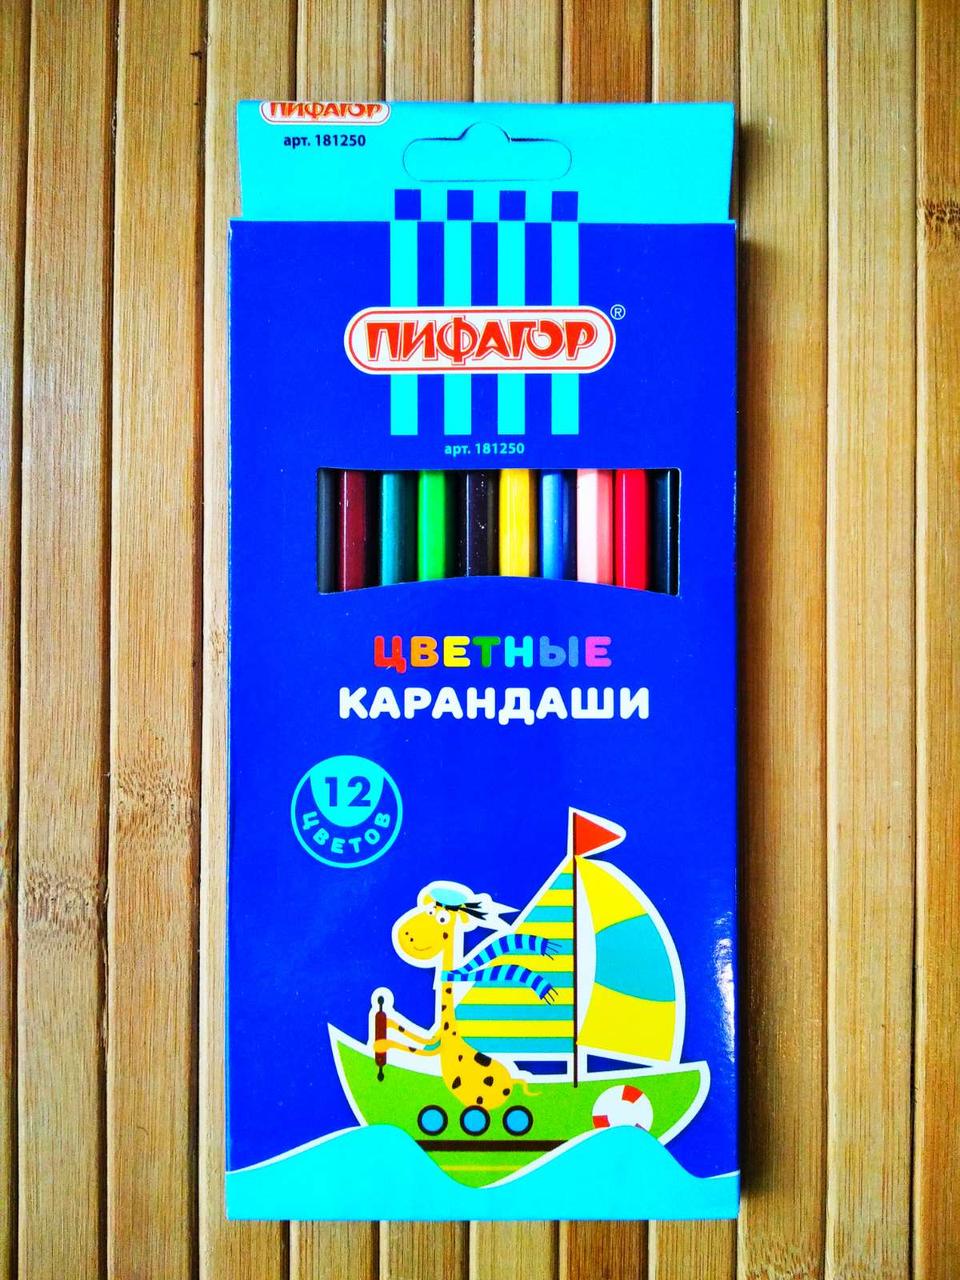 ПИФАГОР
арт. 181250
ПИФАГОР®
арт. 181250
ЦВЕТНЫЕ
КАРАНДАШИ
12
ЦВЕТОВ